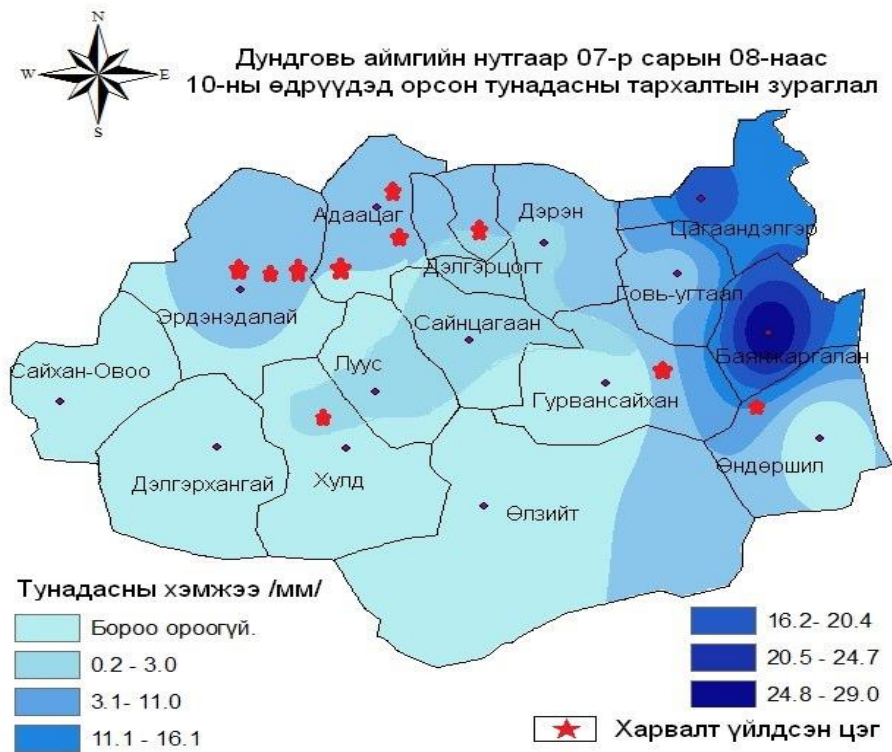 N
W E
S
Дундговь аймгийн нутгаар 07-р сарын 08-наас
10-ны өдрүүдэд орсон тунадасны тархалтын зураглал
Адаацаг
Дэрэн
Цагаандэлгэр
Дэлгэрцогт
Говь-угтаал
Эрдэнэдалай
Сайнцагаан
Баянжаргалан
Сайхан-Овоо
Луус
Гурвансайхан
Өндөршил
Дэлгэрхангай
Хулд
Өлзийт
Тунадасны хэмжээ /мм/
Бороо ороогүй.
0.2 - 3.0
3.1- 11.0
11.1 - 16.1
16.2- 20.4
20.5 - 24.7
24.8 - 29.0
Харвалт үйлдсэн цэг